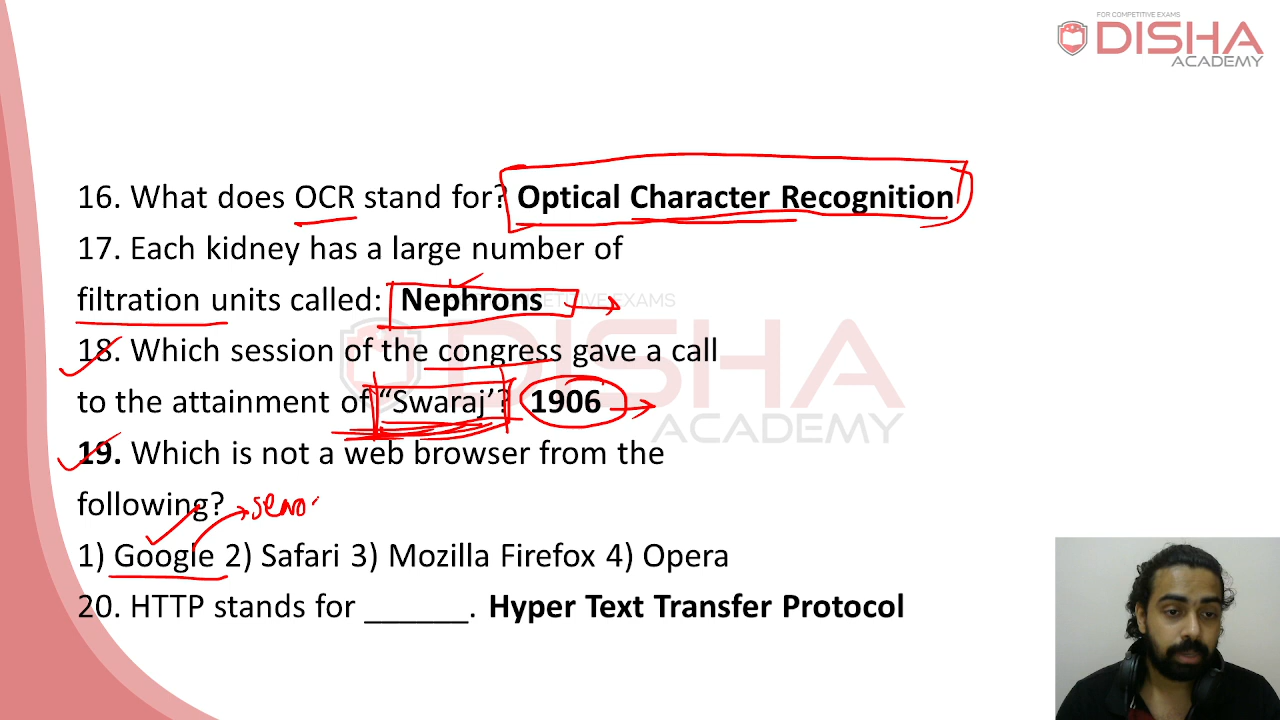 FOR COMPETITIVE EXAMS
DISHA
ACADEMY
16. What does OCR stand for? Optical Character Recognition
17. Each kidney has a large number of
filtration units called: Nephrons
18. Which session of the congress gave a call
to the attainment of “Swaraj’? 1906
19. Which is not a web browser from the
following?
1) Google 2) Safari 3) Mozilla Firefox 4) Opera
20. HTTP stands for ______. Hyper Text Transfer Protocol
DISHA
ACADEMY